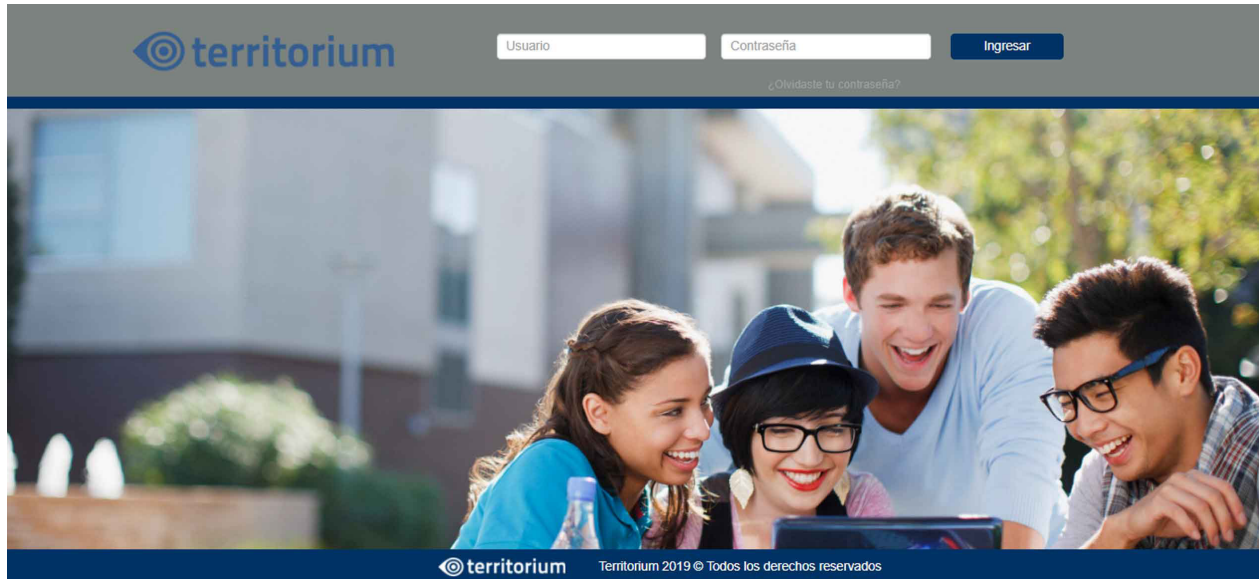 territorium
Usuario
Contraseña
Ingresar
¿Olvidaste tu contraseña?
territorium
Territorium 2019 © Todos los derechos reservados